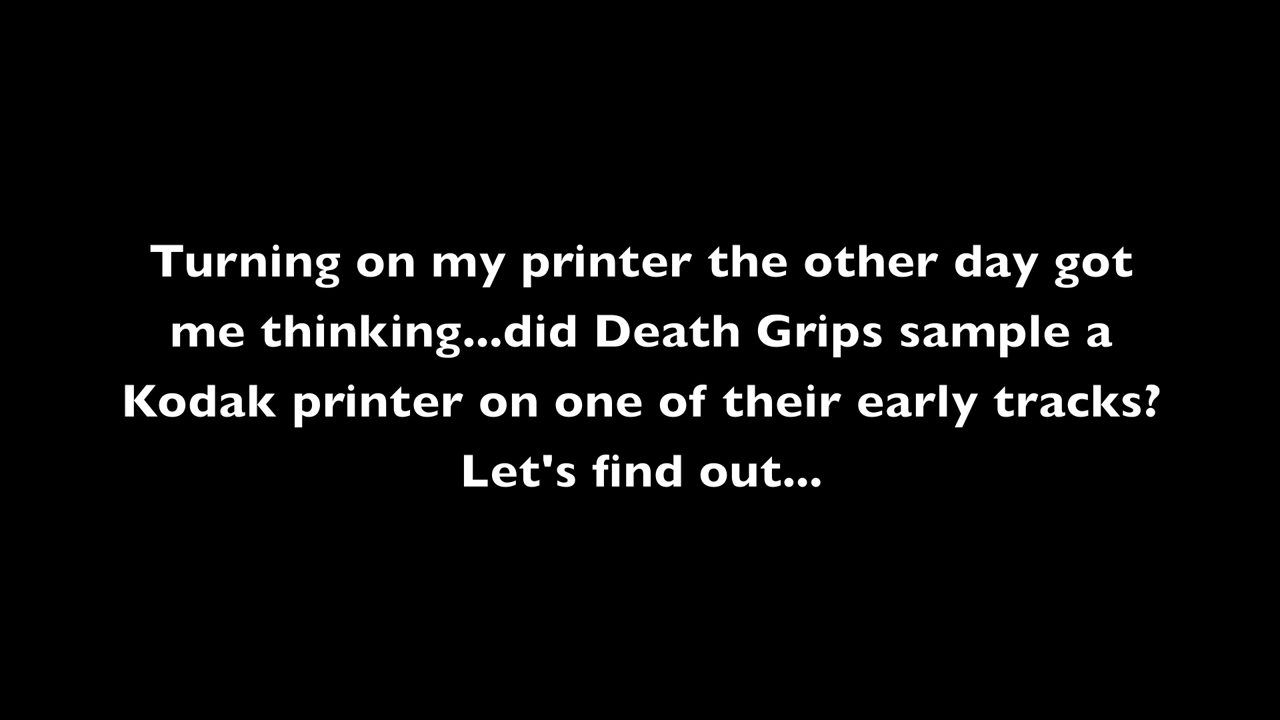 Turning on my printer the other day got
me thinking...did Death Grips sample a
Kodak printer on one of their early tracks?
Let's find out...